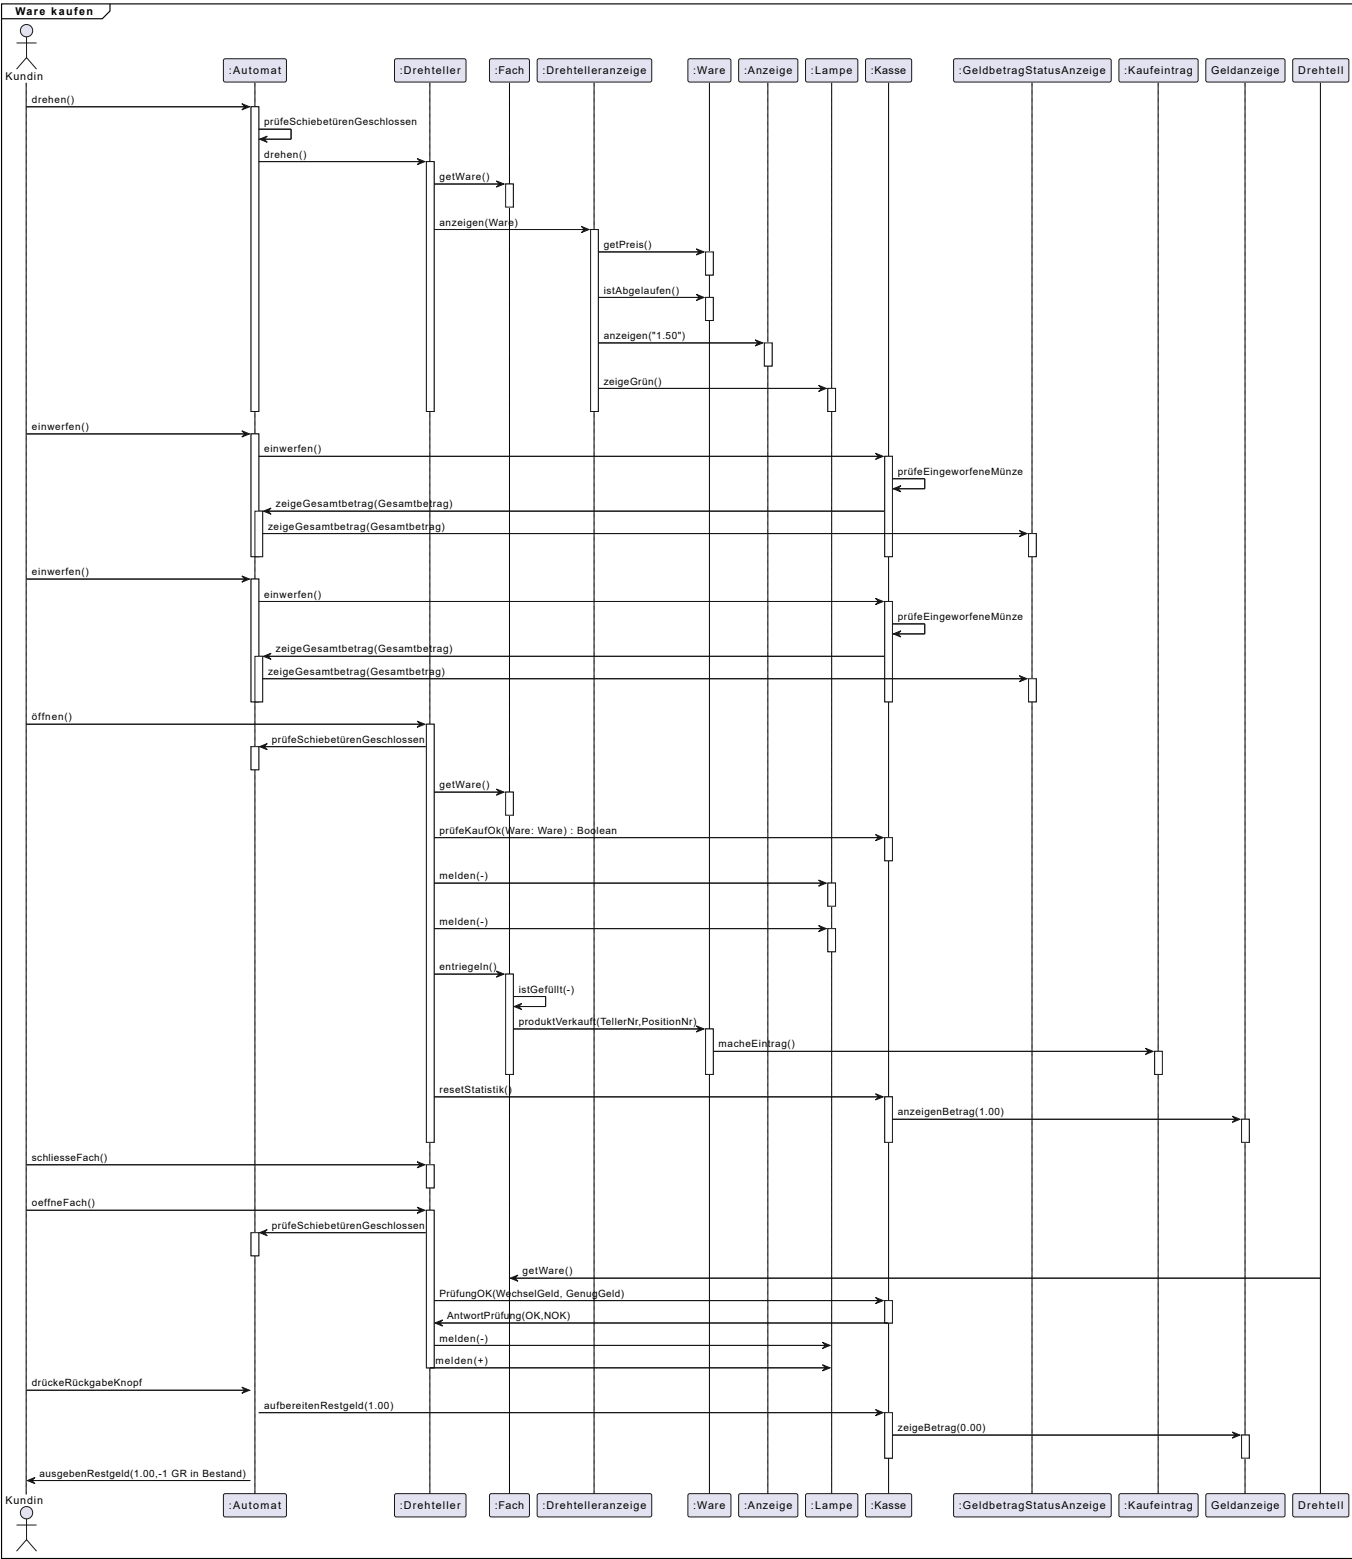 Ware kaufen
Kundin
:Automat
:Drehteller
:Fach
:Drehtelleranzeige
:Ware
:Anzeige
:Lampe
:Kasse
:GeldbetragStatusAnzeige
:Kaufeintrag
Geldanzeige
Drehtell
drehen()
prüfeSchiebetürenGeschlossen
drehen()
getWare()
anzeigen(Ware)
getPreis()
istAbgelaufen()
anzeigen("1.50")
zeigeGrün()
einwerfen()
einwerfen()
prüfeEingeworfeneMünze
zeigeGesamtbetrag(Gesamtbetrag)
zeigeGesamtbetrag(Gesamtbetrag)
einwerfen()
einwerfen()
prüfeEingeworfeneMünze
zeigeGesamtbetrag(Gesamtbetrag)
zeigeGesamtbetrag(Gesamtbetrag)
öffnen()
prüfeSchiebetürenGeschlossen
getWare()
prüfeKaufOk(Ware: Ware) : Boolean
melden(-)
melden(-)
entriegeln()
istGefüllt(-)
produktVerkauft(TellerNr,PositionNr)
macheEintrag()
resetStatistik()
anzeigenBetrag(1.00)
schliesseFach()
oeffneFach()
prüfeSchiebetürenGeschlossen
getWare()
PrüfungOK(WechselGeld, GenugGeld)
AntwortPrüfung(OK,NOK)
melden(-)
melden(+)
drückeRückgabeKnopf
aufbereitenRestgeld(1.00)
zeigeBetrag(0.00)
ausgebenRestgeld(1.00,-1 GR in Bestand)
Kundin
:Automat
:Drehteller
:Fach
:Drehtelleranzeige
:Ware
:Anzeige
:Lampe
:Kasse
:GeldbetragStatusAnzeige
:Kaufeintrag
Geldanzeige
Drehtell